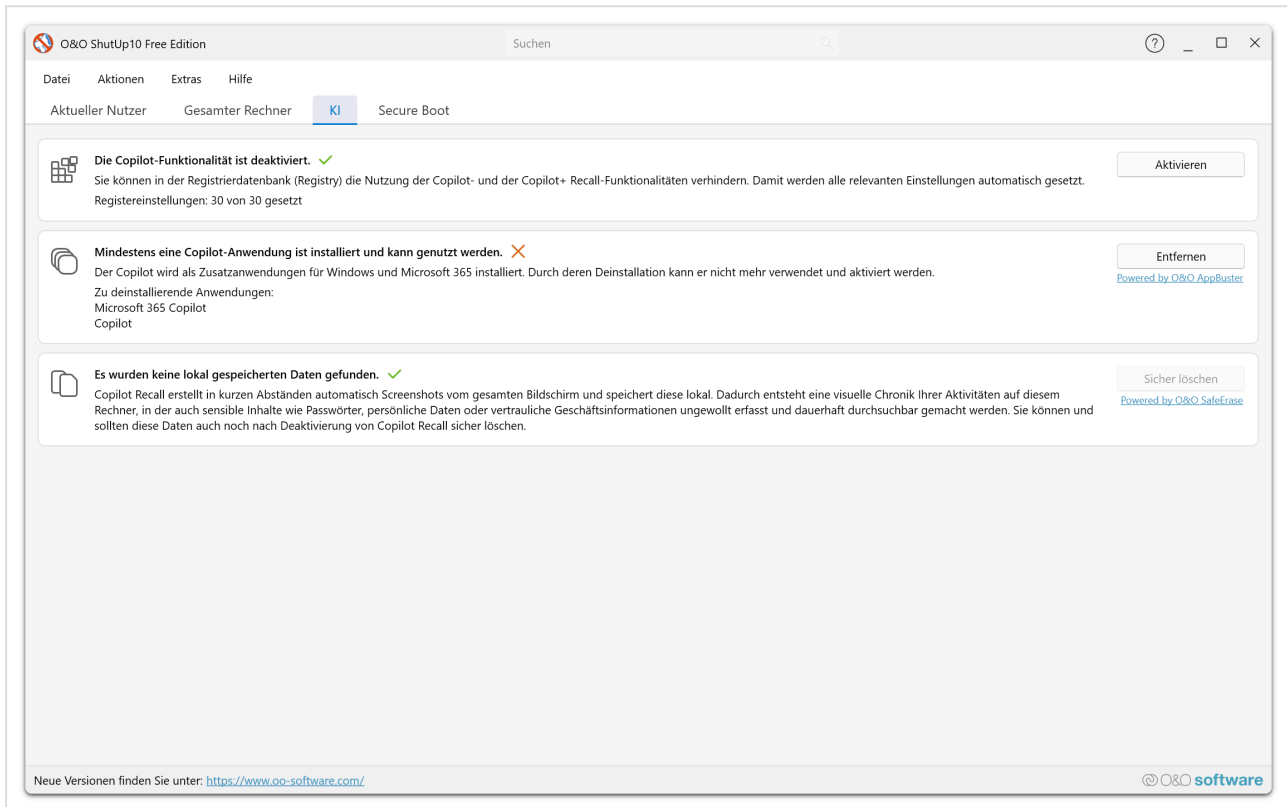 O&O ShutUp10 Free Edition
Suchen
Datei Aktionen Extras Hilfe
Aktueller Nutzer Gesamter Rechner KI Secure Boot
Die Copilot-Funktionalität ist deaktiviert.
Aktivieren
Sie können in der Registrierdatenbank (Registry) die Nutzung der Copilot- und der Copilot+ Recall-Funktionalitäten verhindern. Damit werden alle relevanten Einstellungen automatisch gesetzt.
Registereinstellungen: 30 von 30 gesetzt
Mindestens eine Copilot-Anwendung ist installiert und kann genutzt werden.
Entfernen
Der Copilot wird als Zusatzanwendungen für Windows und Microsoft 365 installiert. Durch deren Deinstallation kann er nicht mehr verwendet und aktiviert werden.
Powered by O&O AppBuster
Zu deinstallierende Anwendungen:
Microsoft 365 Copilot
Copilot
Es wurden keine lokal gespeicherten Daten gefunden.
Sicher löschen
Copilot Recall erstellt in kurzen Abständen automatisch Screenshots vom gesamten Bildschirm und speichert diese lokal. Dadurch entsteht eine visuelle Chronik Ihrer Aktivitäten auf diesem
Powered by O&O SafeErase
Rechner, in der auch sensible Inhalte wie Passwörter, persönliche Daten oder vertrauliche Geschäftsinformationen ungewollt erfasst und dauerhaft durchsuchbar gemacht werden. Sie können und
sollten diese Daten auch noch nach Deaktivierung von Copilot Recall sicher löschen.
Neue Versionen finden Sie unter: https://www.oo-software.com/
O&O software